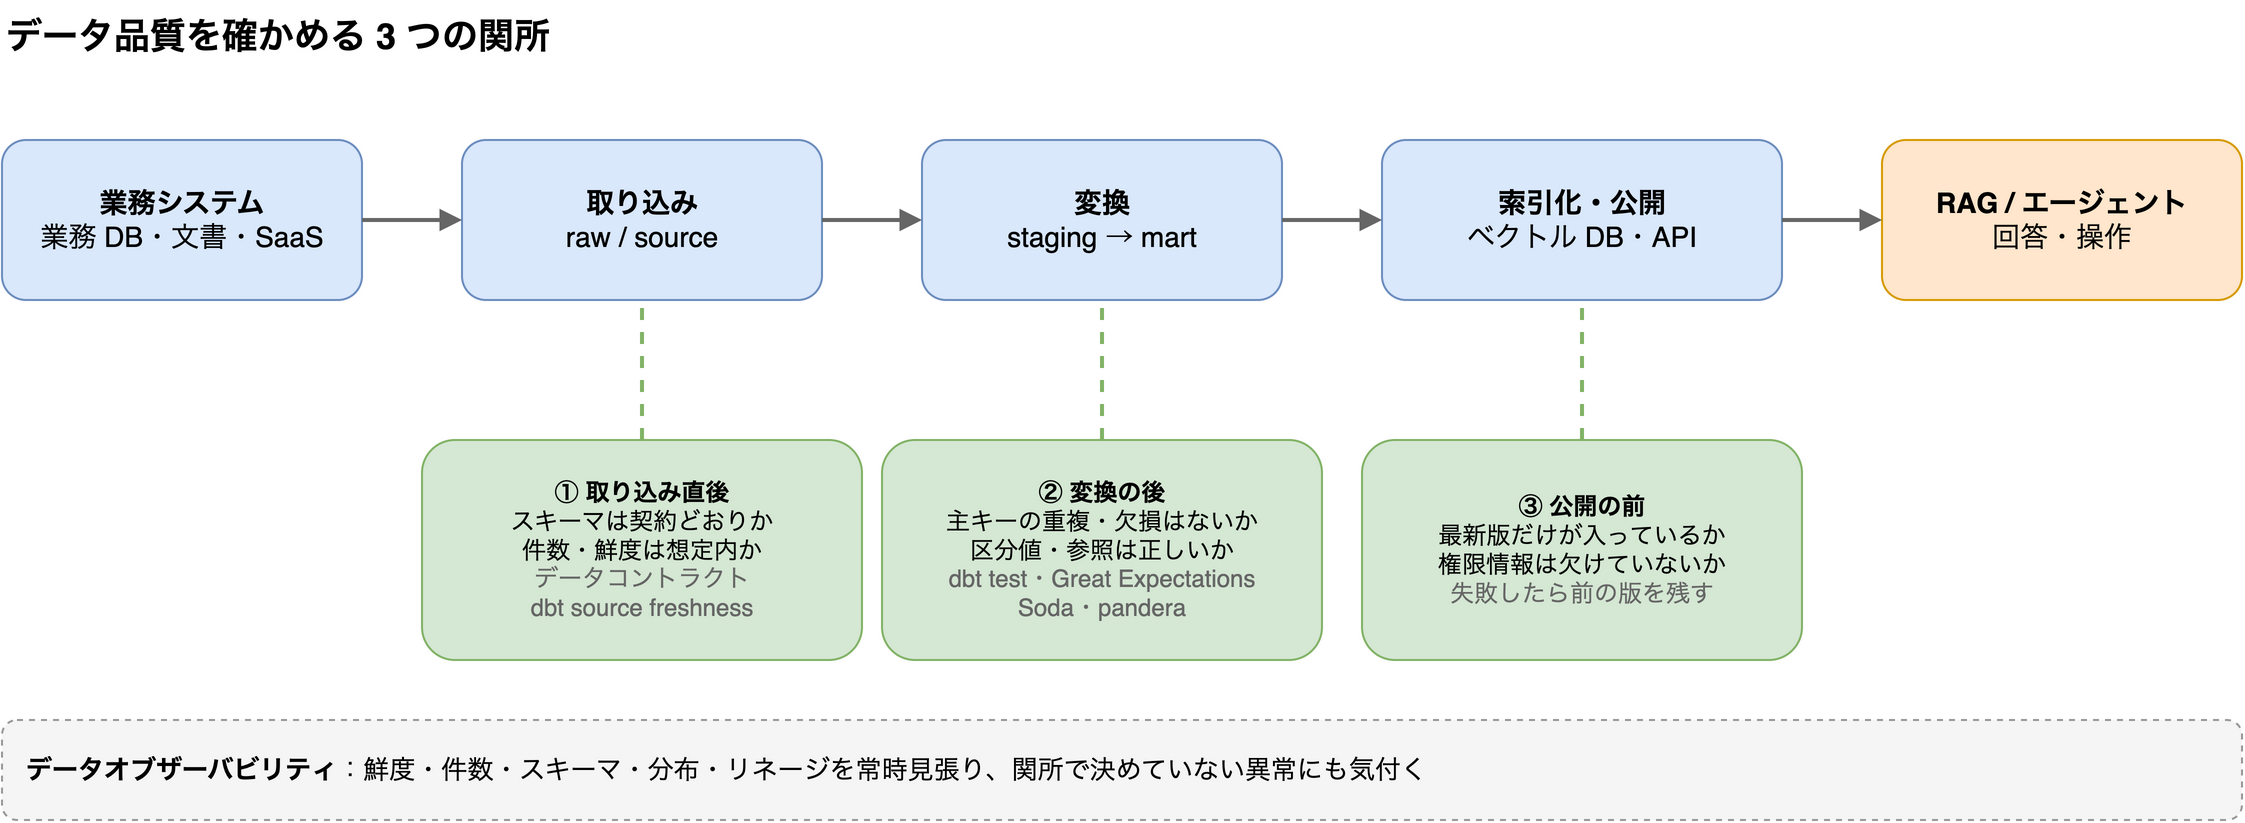 データ品質を確かめる 3 つの関所
業務システム
業務 DB・文書・SaaS
取り込み
raw / source
変換
staging → mart
索引化・公開
ベクトル DB・API
RAG / エージェント
回答・操作
① 取り込み直後
スキーマは契約どおりか
件数・鮮度は想定内か
データコントラクト
dbt source freshness
② 変換の後
主キーの重複・欠損はないか
区分値・参照は正しいか
dbt test・Great Expectations
Soda・pandera
③ 公開の前
最新版だけが入っているか
権限情報は欠けていないか
失敗したら前の版を残す
データオブザーバビリティ：鮮度・件数・スキーマ・分布・リネージを常時見張り、関所で決めていない異常にも気付く